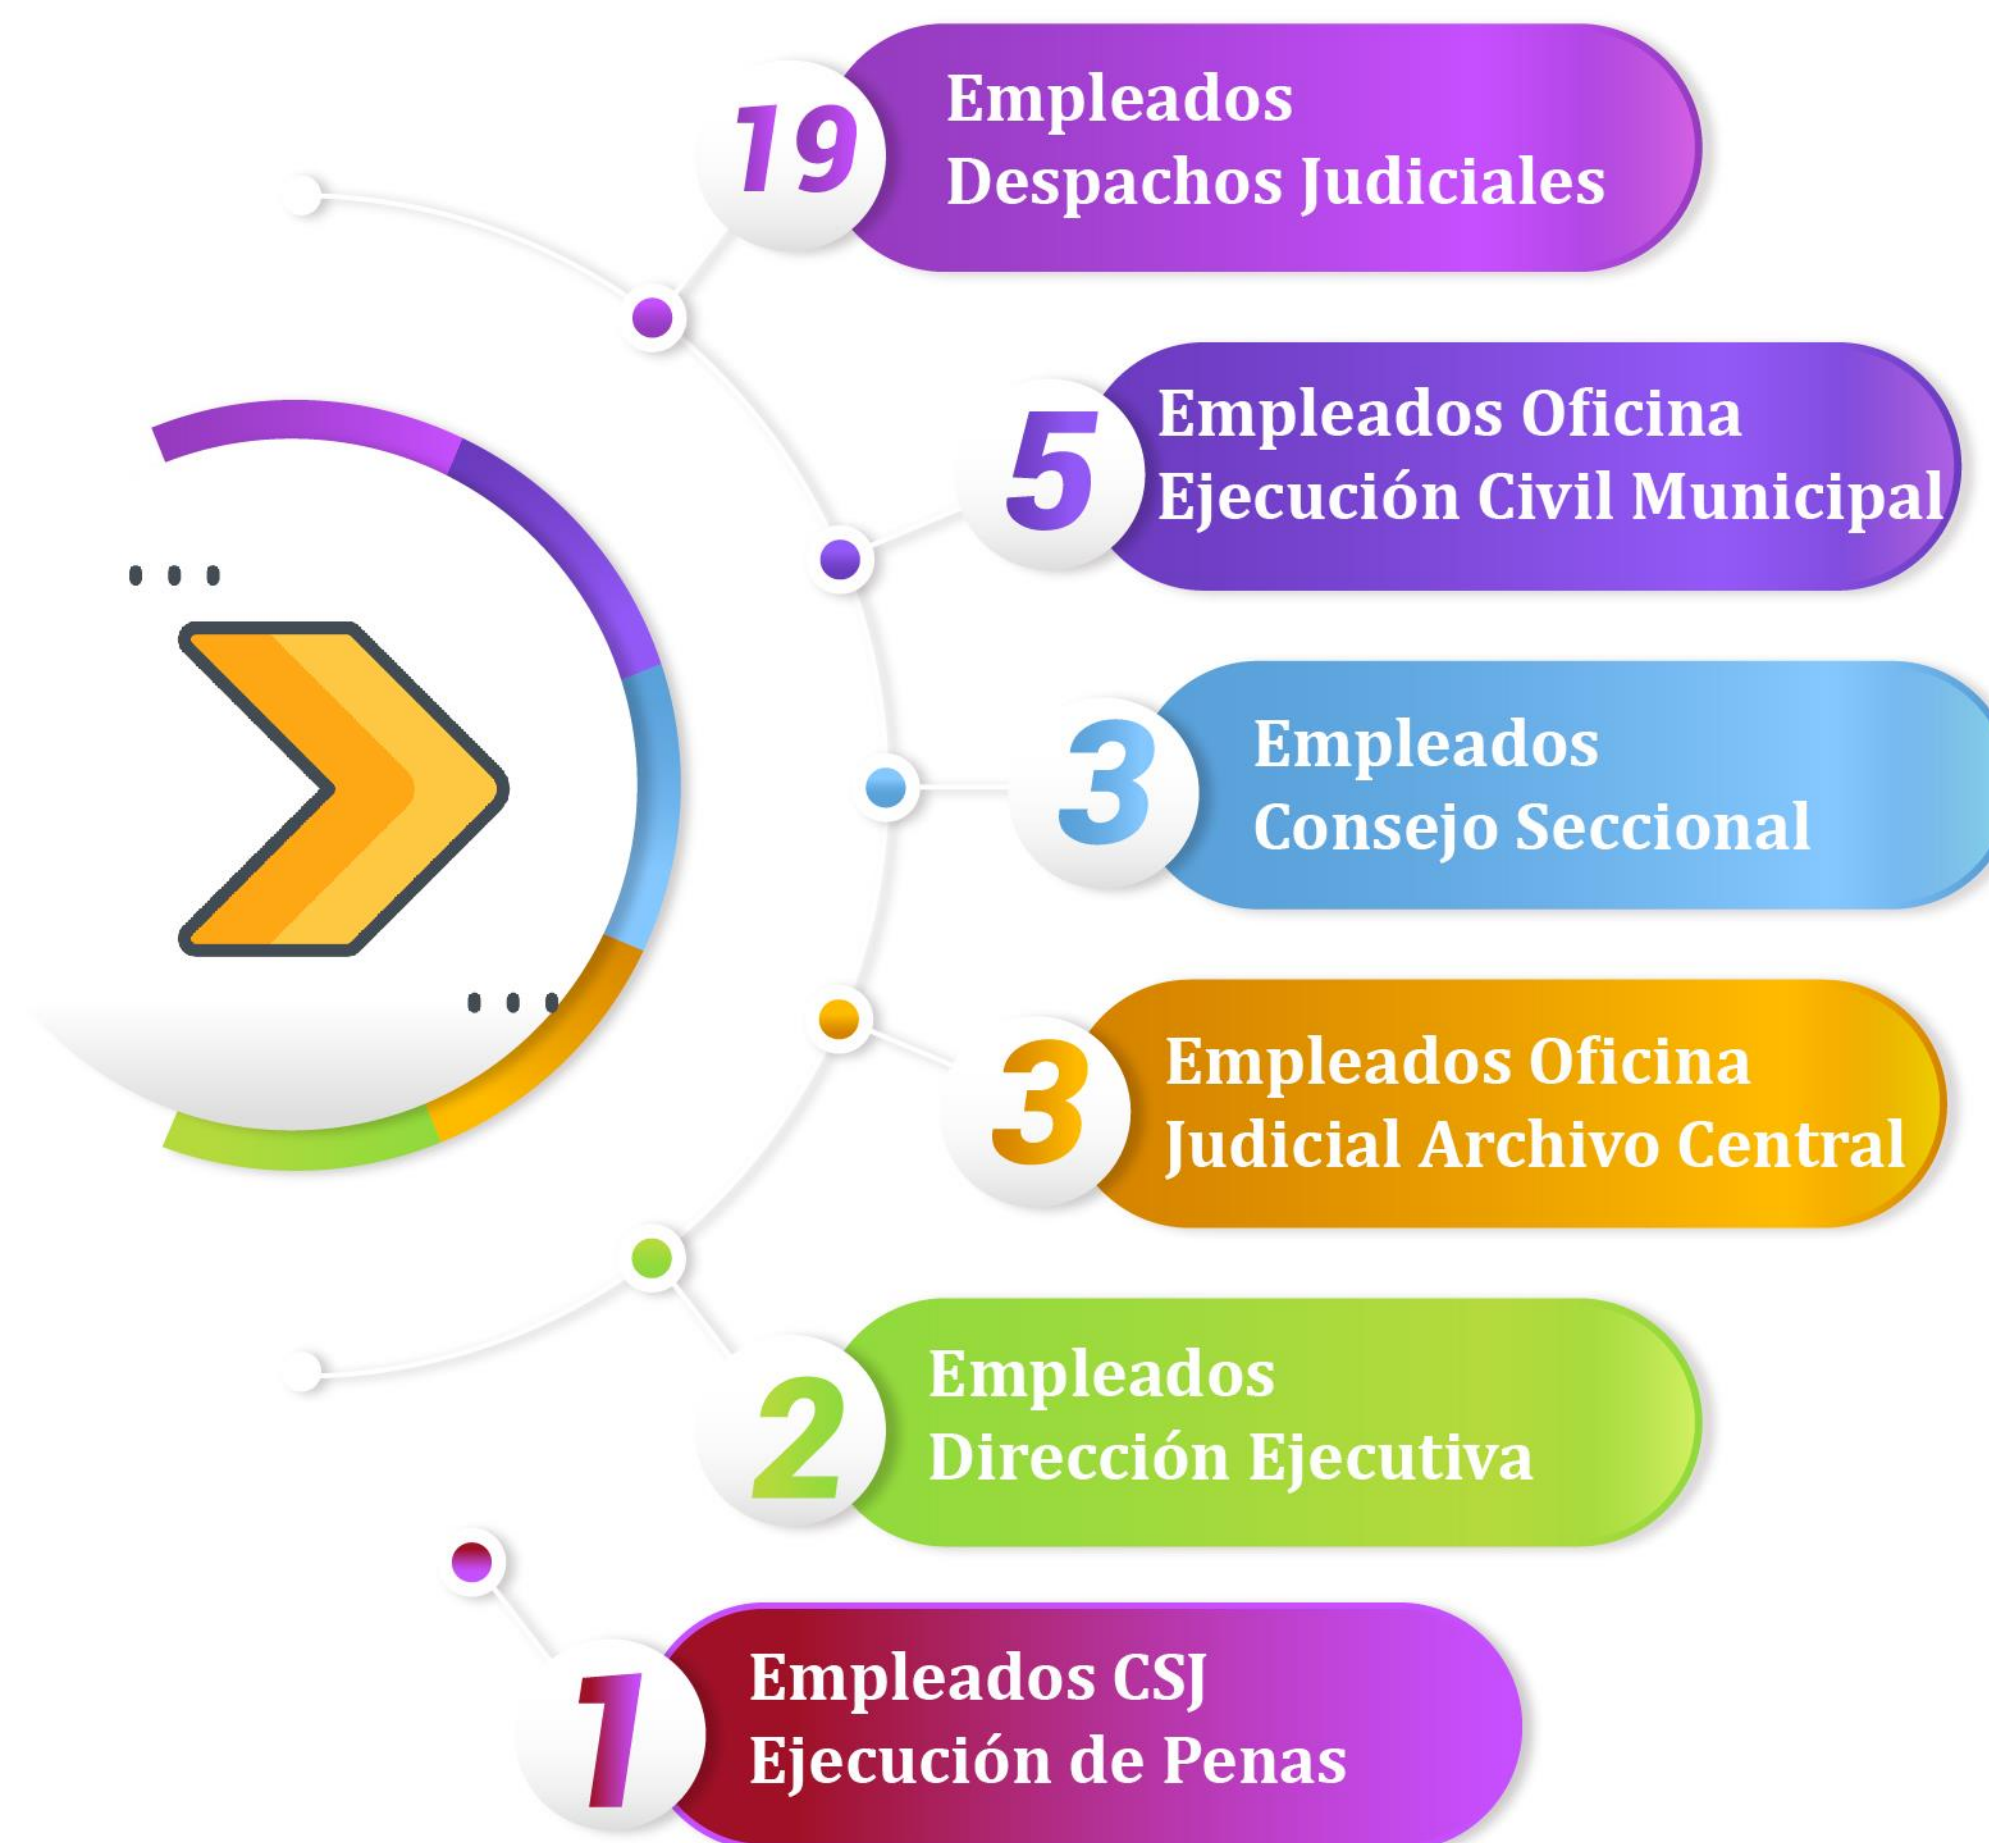 19
Empleados
Despachos Judiciales
5
Empleados Oficina
Ejecución Civil Municipal
3
Empleados
Consejo Seccional
3
Empleados Oficina
Judicial Archivo Central
2
Empleados
Dirección Ejecutiva
1
Empleados CSJ
Ejecución de Penas